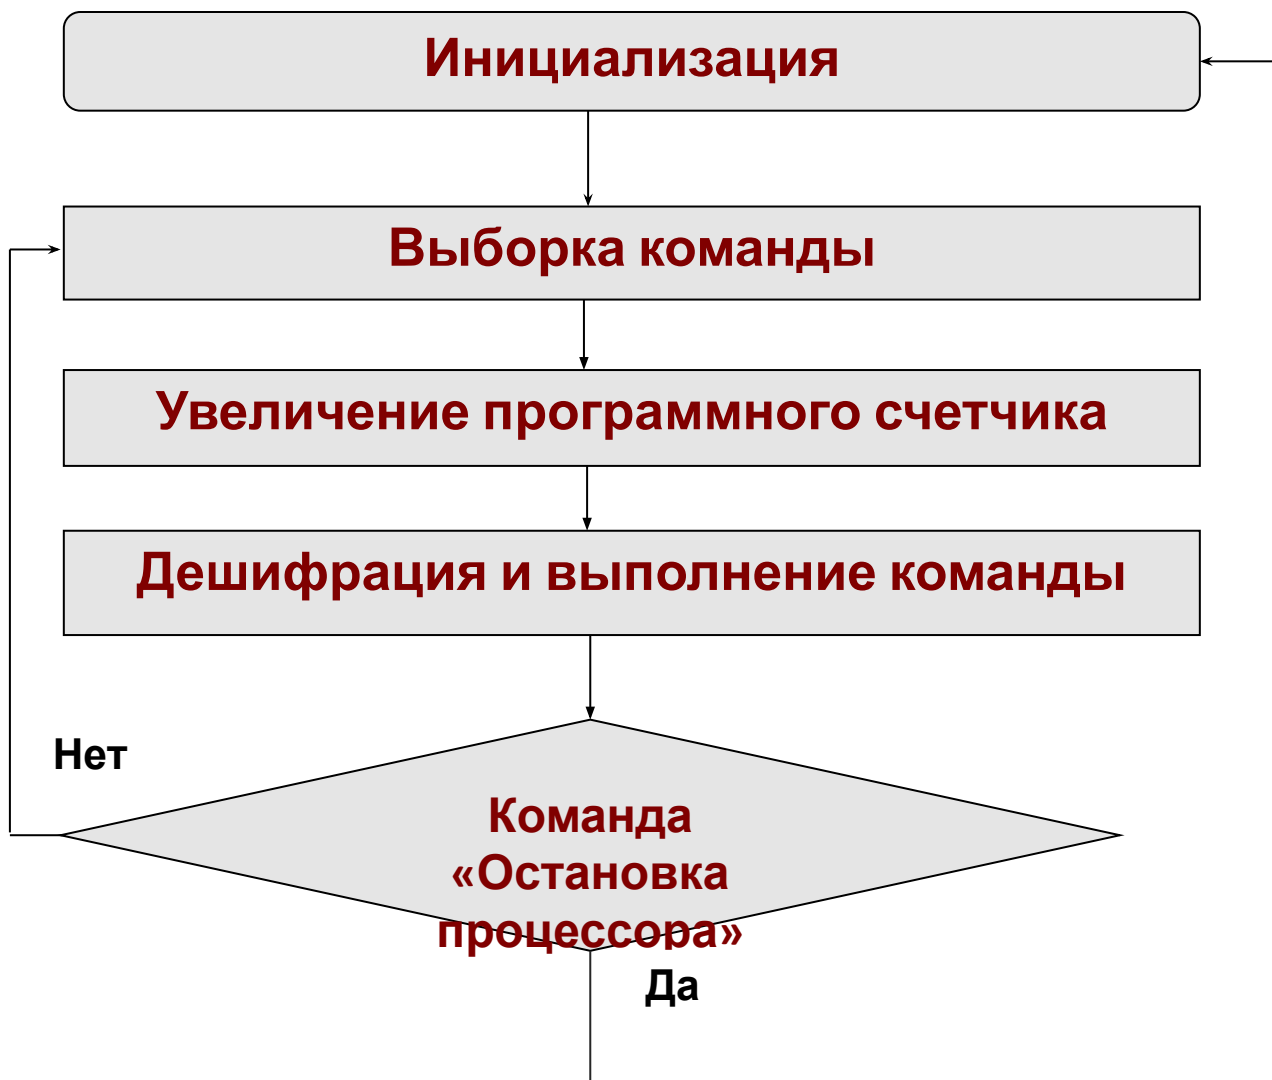 Инициализация
Выборка команды
Увеличение программного счетчика
Дешифрация и выполнение команды
Нет
Команда
«Остановка
процессора»
Да